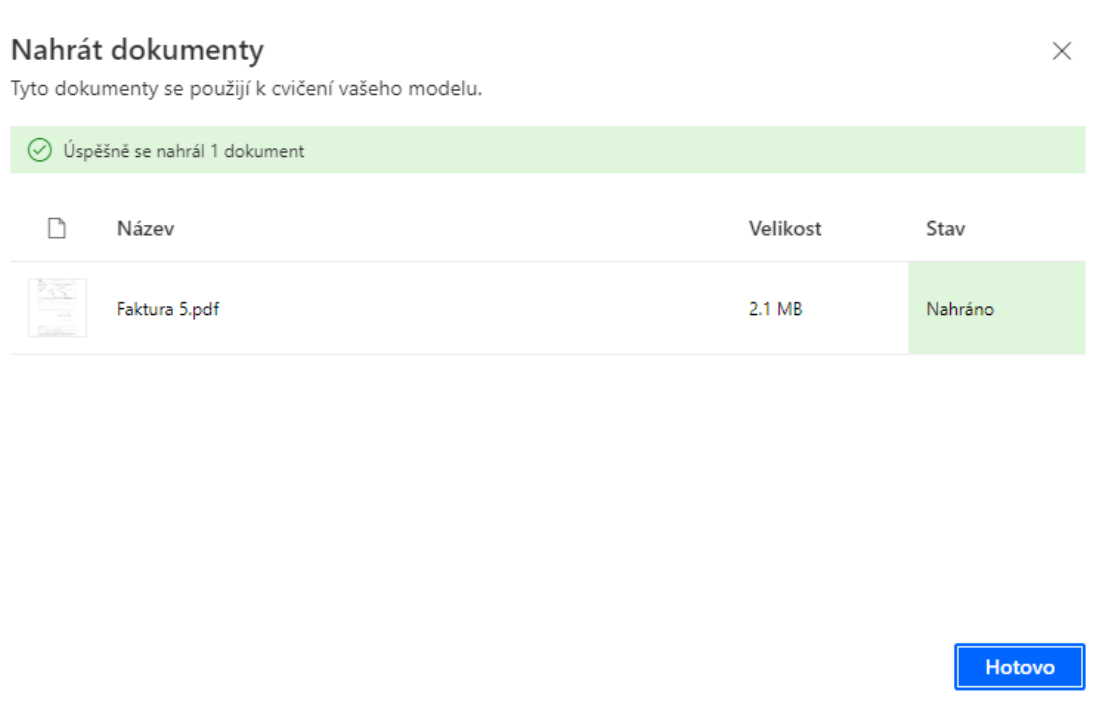 Nahrát dokumenty
Tyto dokumenty se použijí k cvičení vašeho modelu.
Úspěšně se nahrál 1 dokument
Název Velikost Stav
Faktura 5.pdf 2.1 MB Nahráno
Hotovo